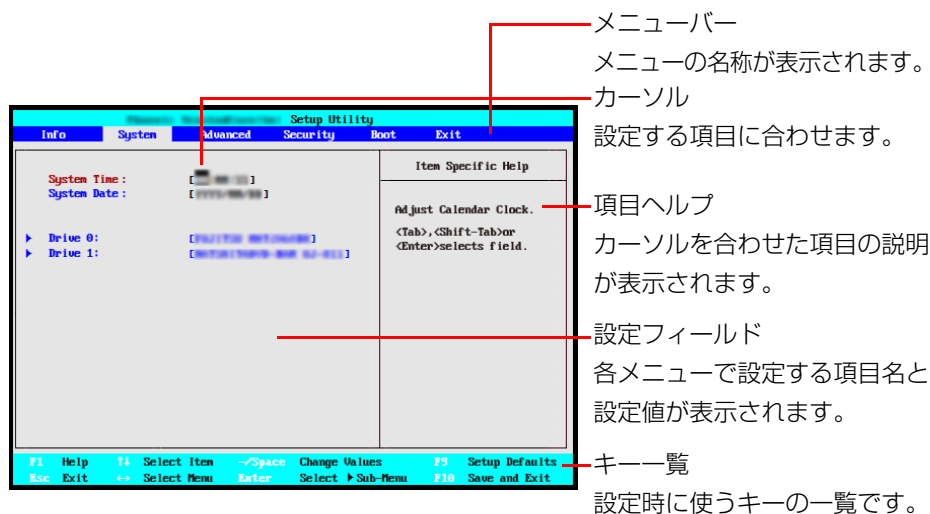 メニューバー
メニューの名称が表示されます。
カーソル
設定する項目に合わせます。
Setup Utility
Info System Advanced Security Boot Exit
System Time : [ ]
System Date : [ ]
Drive 0: [ ]
Drive 1: [ ]
Item Specific Help
Adjust Calendar Clock.
<Tab>,<Shift-Tab>or
<Enter>selects field.
項目ヘルプ
カーソルを合わせた項目の説明
が表示されます。
設定フィールド
各メニューで設定する項目名と
設定値が表示されます。
F1 Help ↑↓ Select Item -/Space Change Values F9 Setup Defaults
Esc Exit ↔ Select Menu Enter Select ▶ Sub-Menu F10 Save and Exit
キー一覧
設定時に使うキーの一覧です。